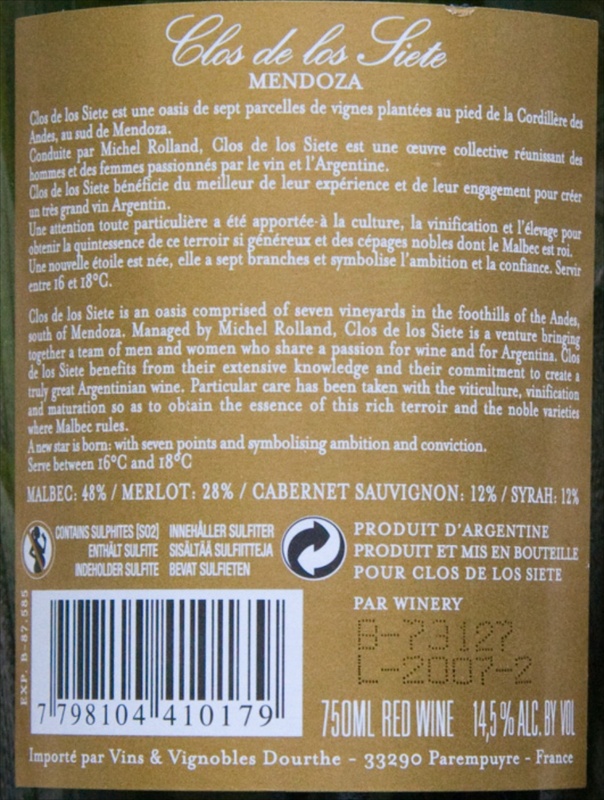 Clos de los Siete
MENDOZA
Clos de los Siete est une oasis de sept parcelles de vignes plantées au pied de la Cordillère des
Andes, au sud de Mendoza.
Conduite par Michel Rolland, Clos de los Siete est une œuvre collective réunissant des
hommes et des femmes passionnés par le vin et l'Argentine.
Clos de los Siete bénéficie du meilleur de leur expérience et de leur engagement pour créer
un très grand vin Argentin.
Une attention toute particulière a été apportée à la culture, la vinification et l'élevage pour
obtenir la quintessence de ce terroir si généreux et des cépages nobles dont le Malbec est roi.
Une nouvelle étoile est née, elle a sept branches et symbolise l'ambition et la confiance. Servir
entre 16 et 18°C.
Clos de los Siete is an oasis comprised of seven vineyards in the foothills of the Andes,
south of Mendoza. Managed by Michel Rolland, Clos de los Siete is a venture bringing
together a team of men and women who share a passion for wine and for Argentina. Clos
de los Siete benefits from their extensive knowledge and their commitment to create a
truly great Argentinian wine. Particular care has been taken with the viticulture, vinification
and maturation so as to obtain the essence of this rich terroir and the noble varieties
where Malbec rules.
A new star is born: with seven points and symbolising ambition and conviction.
Serve between 16°C and 18°C
MALBEC: 48% / MERLOT: 28% / CABERNET SAUVIGNON: 12% / SYRAH: 12%
CONTAINS SULPHITES [SO2] INNEHÅLLER SULFITER
ENTHÄLT SULFITE SISÄLTÄÄ SULFIITTEJA
INDEHOLDER SULFITE BEVAT SULFIETEN
PRODUIT D'ARGENTINE
PRODUIT ET MIS EN BOUTEILLE
POUR CLOS DE LOS SIETE
PAR WINERY
B-73127
L-2007-2
EXP. B-87.585
7 798104 410179
750ML RED WINE 14,5 % ALC. BY VOL
Importé par Vins & Vignobles Dourthe - 33290 Parempuyre - France